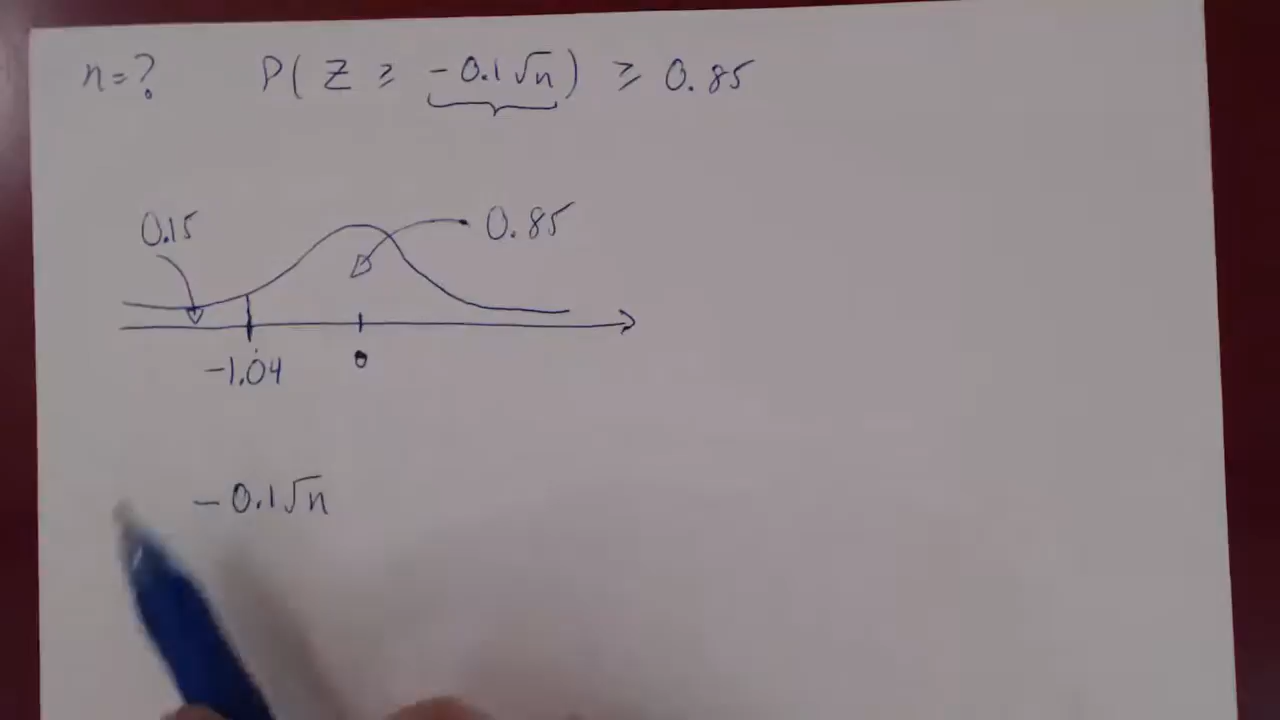 n=? P( Z ≥ -0.1√n ) ≥ 0.85
0.15 0.85
-1.04 0
-0.1√n